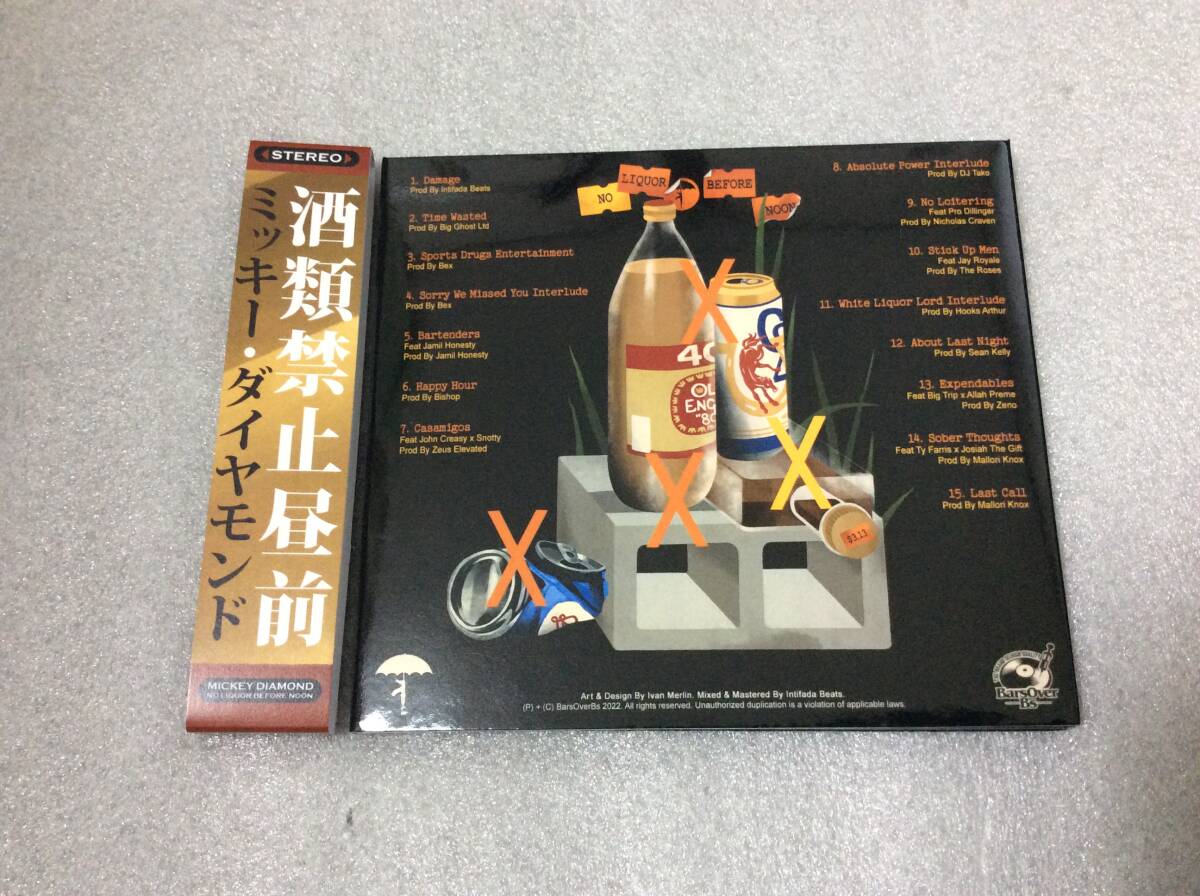 STEREO
酒類禁止昼前
ミッキー・ダイヤモンド
MICKEY DIAMOND
NO LIQUOR BEFORE NOON
NO
LIQUOR
BEFORE
NOON
1. Damage
Prod By Intifada Beats
2. Time Wasted
Prod By Big Ghost Ltd
3. Sports Drugs Entertainment
Prod By Bex
4. Sorry We Missed You Interlude
Prod By Bex
5. Bartenders
Feat Jamil Honesty
Prod By Jamil Honesty
6. Happy Hour
Prod By Bishop
7. Casamigos
Feat John Creasy x Snotty
Prod By Zeus Elevated
8. Absolute Power Interlude
Prod By DJ Tako
9. No Loitering
Feat Pro Dillinger
Prod By Nicholas Craven
10. Stick Up Men
Feat Jay Royale
Prod By The Roses
11. White Liquor Lord Interlude
Prod By Hooks Arthur
12. About Last Night
Prod By Sean Kelly
13. Expendables
Feat Big Trip x Allah Preme
Prod By Zeno
14. Sober Thoughts
Feat Ty Farris x Josiah The Gift
Prod By Mallori Knox
15. Last Call
Prod By Mallori Knox
40
OL
ENG
"80
$3.13
Art & Design By Ivan Merlin. Mixed & Mastered By Intifada Beats.
(P) + (C) BarsOverBs 2022. All rights reserved. Unauthorized duplication is a violation of applicable laws.
BarsOver
Bs